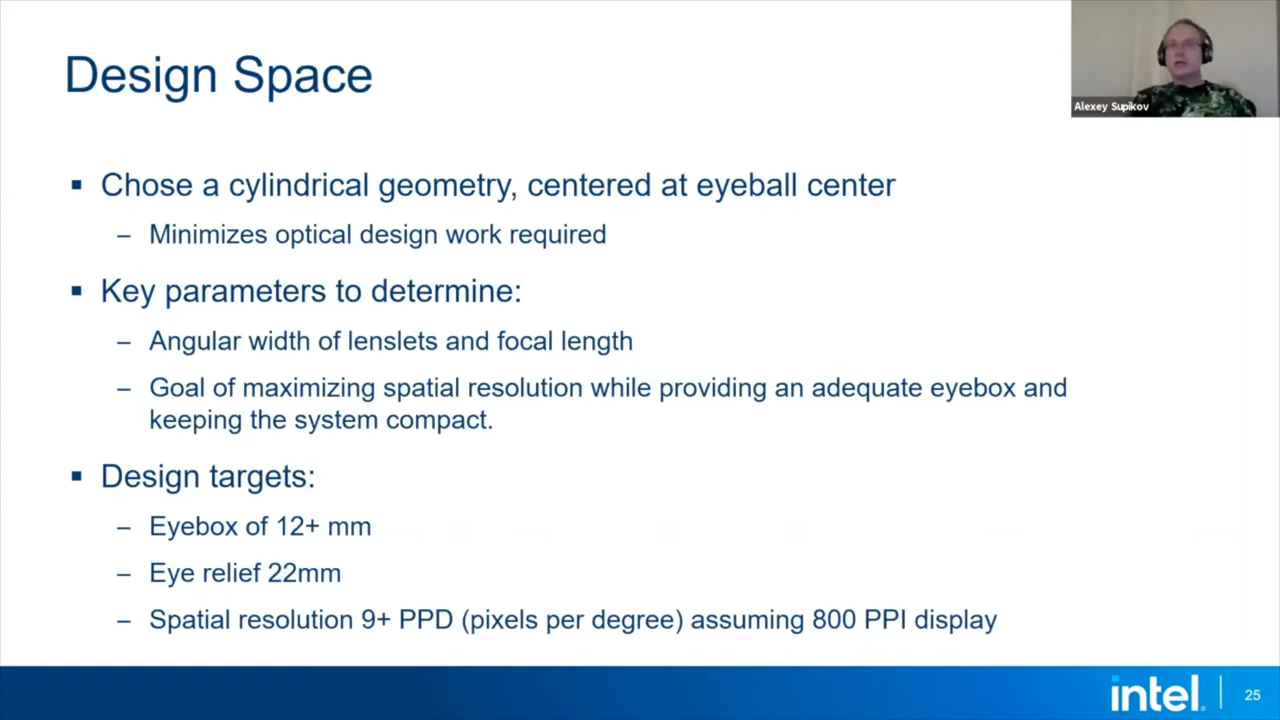 Design Space
Alexey Supikov
▪ Chose a cylindrical geometry, centered at eyeball center
– Minimizes optical design work required
▪ Key parameters to determine:
– Angular width of lenslets and focal length
– Goal of maximizing spatial resolution while providing an adequate eyebox and
keeping the system compact.
▪ Design targets:
– Eyebox of 12+ mm
– Eye relief 22mm
– Spatial resolution 9+ PPD (pixels per degree) assuming 800 PPI display
intel.
25